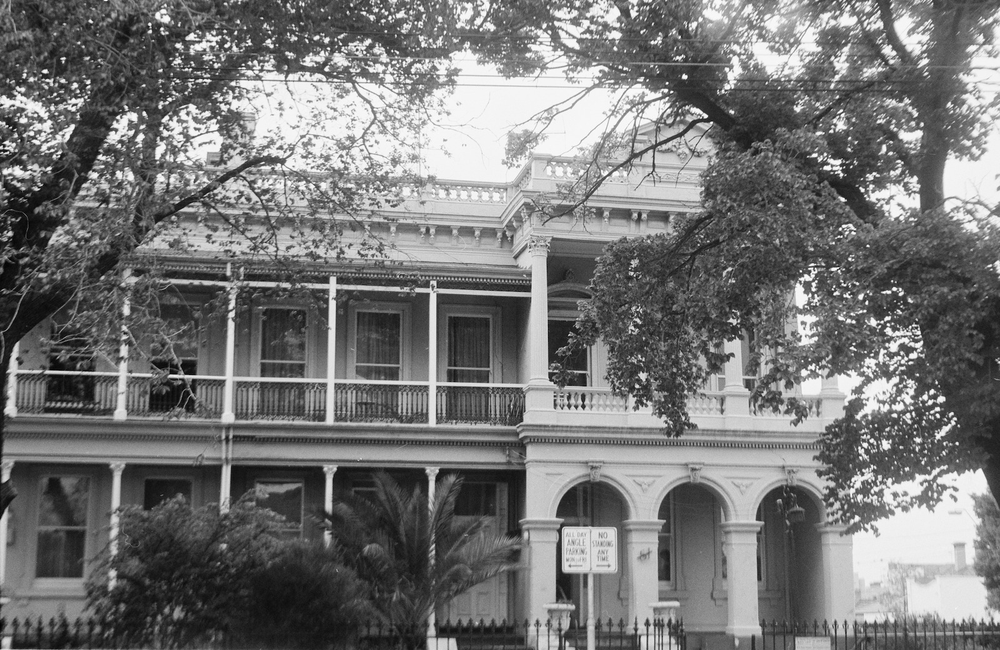 ALL DAY
ANGLE
PARKING
MON TO FRI
NO
STANDING
ANY
TIME